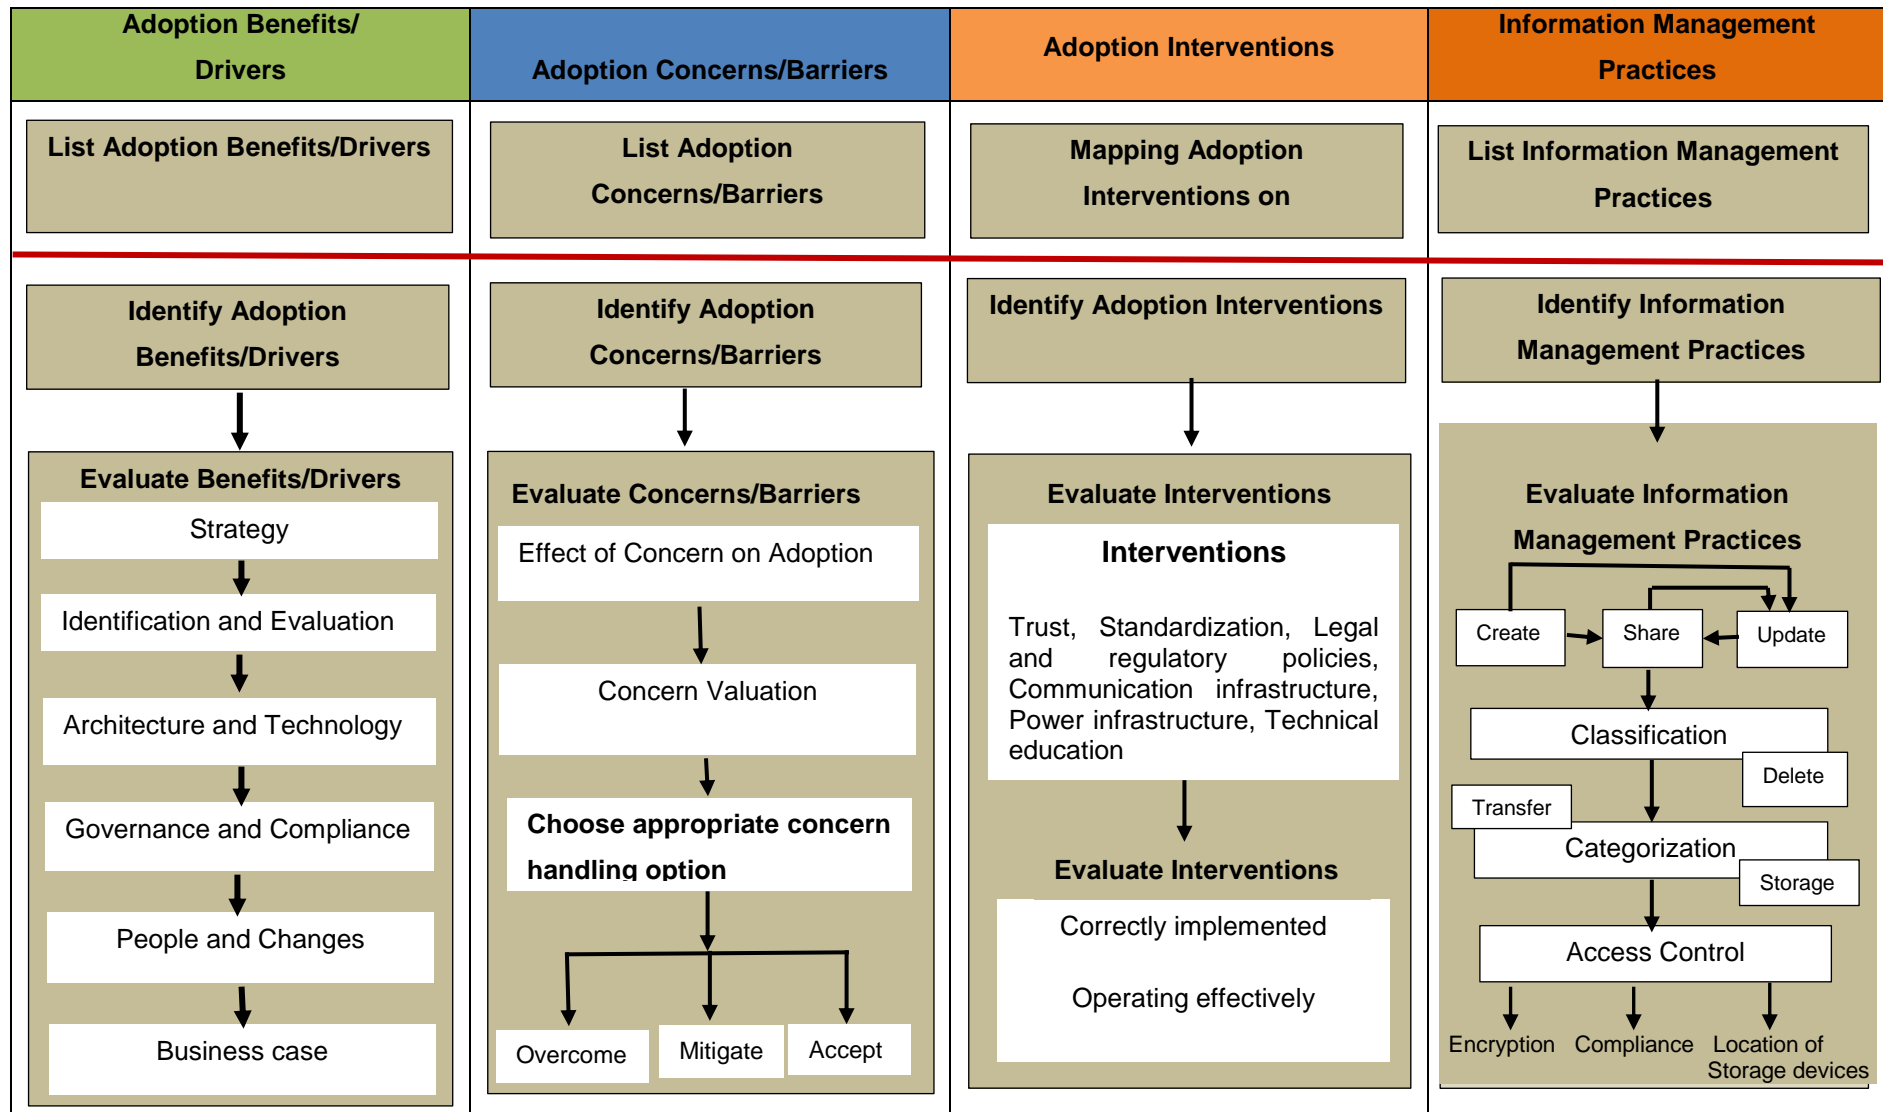 Adoption Benefits/
Drivers
Adoption Concerns/Barriers
Adoption Interventions
Information Management
Practices
List Adoption Benefits/Drivers
List Adoption
Concerns/Barriers
Mapping Adoption
Interventions on
List Information Management
Practices
Identify Adoption
Benefits/Drivers
Identify Adoption
Concerns/Barriers
Identify Adoption Interventions
Identify Information
Management Practices
Evaluate Benefits/Drivers
Strategy
Identification and Evaluation
Architecture and Technology
Governance and Compliance
People and Changes
Business case
Evaluate Concerns/Barriers
Effect of Concern on Adoption
Concern Valuation
Choose appropriate concern
handling option
Overcome
Mitigate
Accept
Evaluate Interventions
Interventions
Trust, Standardization, Legal
and regulatory policies,
Communication infrastructure,
Power infrastructure, Technical
education
Evaluate Interventions
Correctly implemented
Operating effectively
Evaluate Information
Management Practices
Create
Share
Update
Classification
Delete
Transfer
Categorization
Storage
Access Control
Encryption
Compliance
Location of
Storage devices